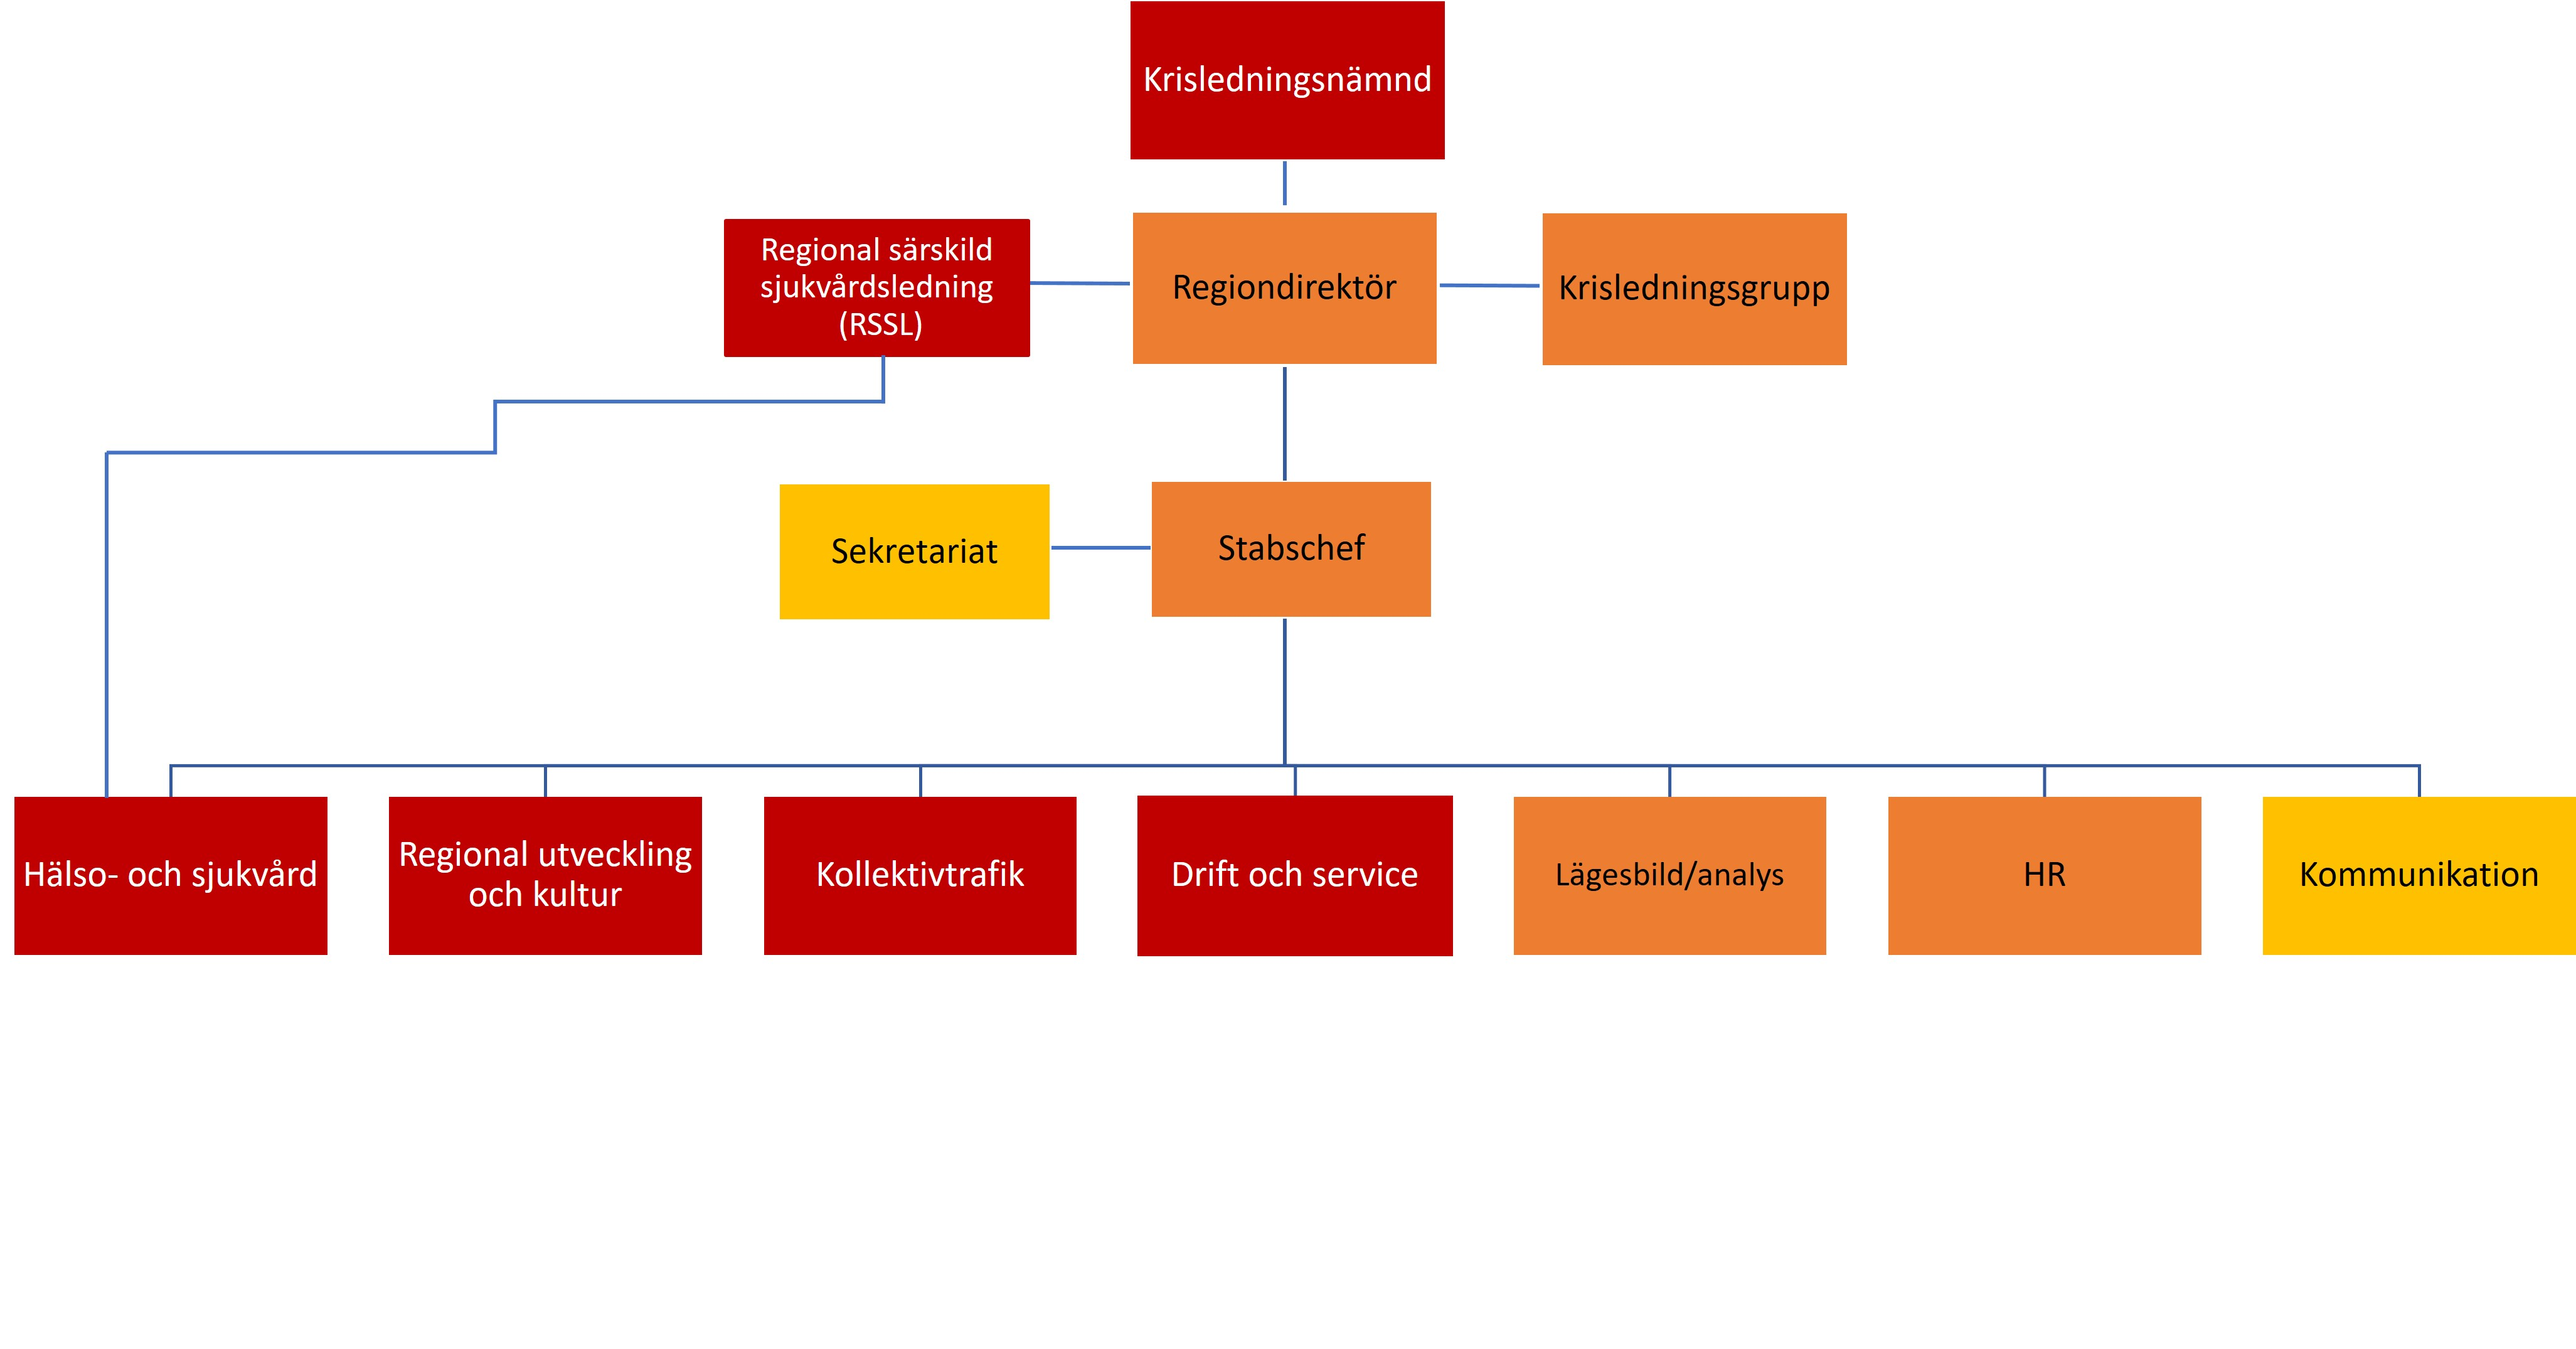 Krisledningsnämnd
Regional särskild
sjukvårdsledning
(RSSL)
Regiondirektör
Krisledningsgrupp
Sekretariat
Stabschef
Hälso- och sjukvård
Regional utveckling
och kultur
Kollektivtrafik
Drift och service
Lägesbild/analys
HR
Kommunikation